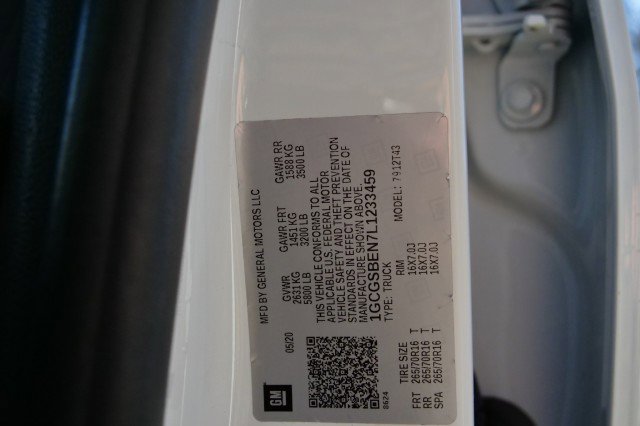 MFD BY GENERAL MOTORS LLC
05/20
GVWR
2631 KG
5800 LB
GAWR FRT
1451 KG
3200 LB
GAWR RR
1588 KG
3500 LB
THIS VEHICLE CONFORMS TO ALL
APPLICABLE U.S. FEDERAL MOTOR
VEHICLE SAFETY AND THEFT PREVENTION
STANDARDS IN EFFECT ON THE DATE OF
MANUFACTURE SHOWN ABOVE.
1GCGSBEN7L1233459
TYPE: TRUCK MODEL: 7912T43
GM
8624
TIRE SIZE RIM
FRT 265/70R16 T 16X7.0J
RR 265/70R16 T 16X7.0J
SPA 265/70R16 T 16X7.0J